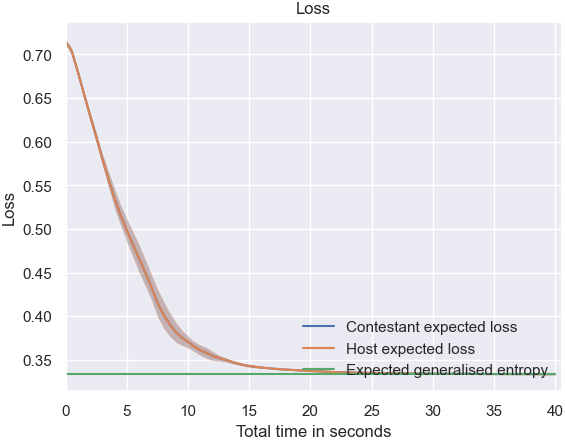 Loss
0.70
0.65
0.60
0.55
0.50
0.45
0.40
0.35
Loss
Contestant expected loss
Host expected loss
Expected generalised entropy
0 5 10 15 20 25 30 35 40
Total time in seconds